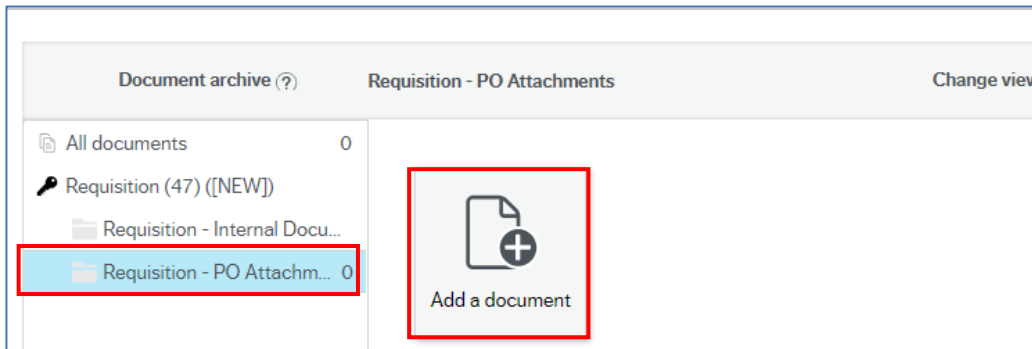 Document archive (?) Requisition - PO Attachments Change view
All documents 0
Requisition (47) ([NEW])
Requisition - Internal Docu...
Requisition - PO Attachm... 0
Add a document